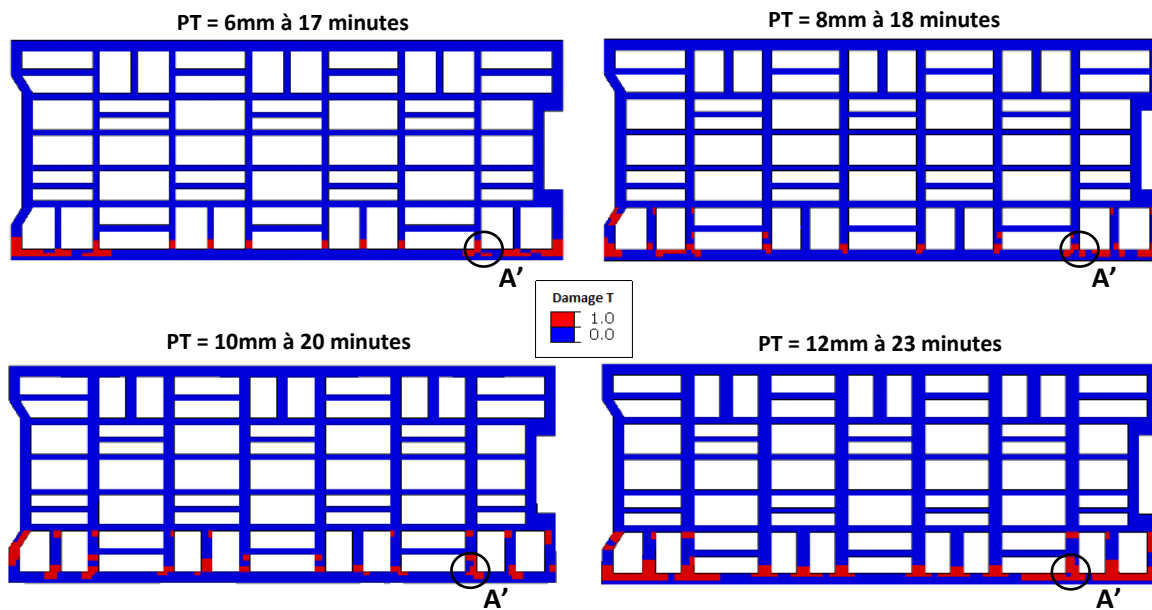 PT = 6mm à 17 minutes
PT = 8mm à 18 minutes
A’
A’
Damage T
1.0
0.0
PT = 10mm à 20 minutes
PT = 12mm à 23 minutes
A’
A’